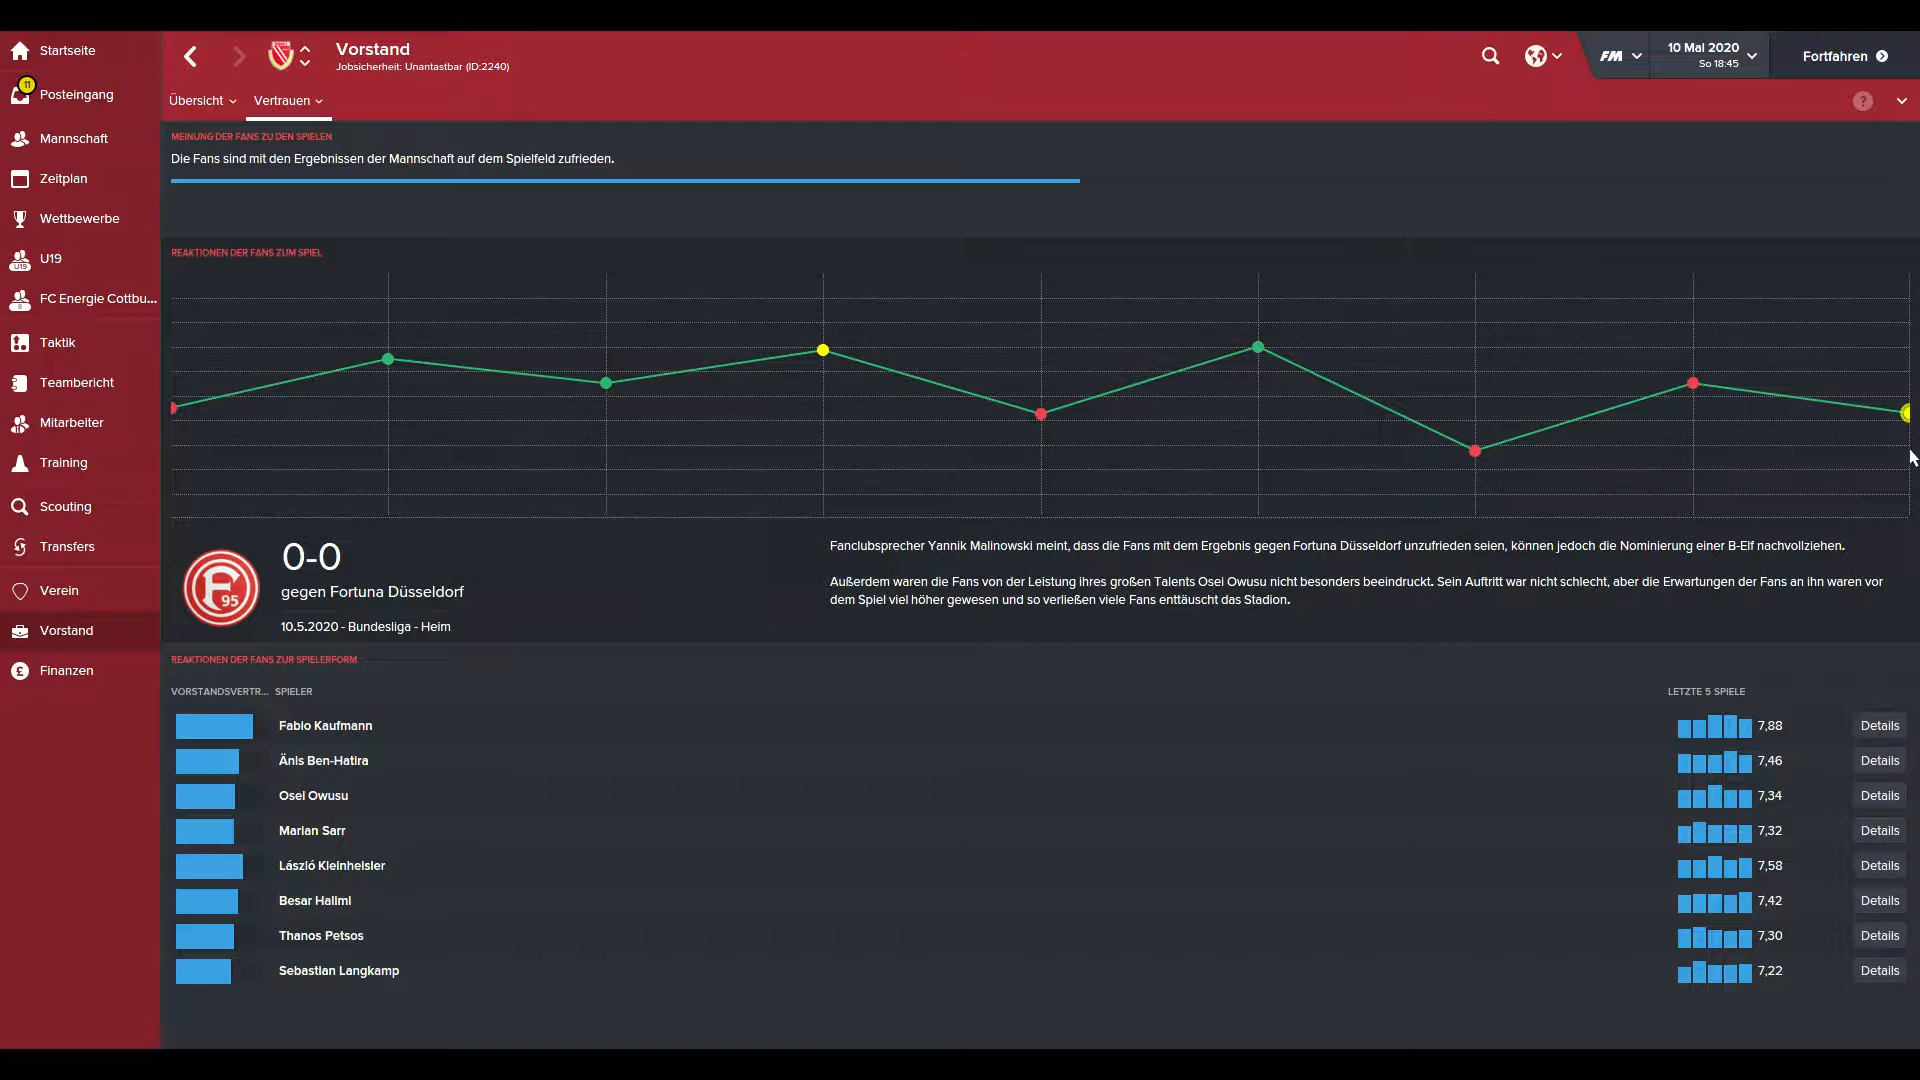 Startseite
11
Posteingang
Mannschaft
Zeitplan
Wettbewerbe
U19
U19
FC Energie Cottbu...
II
Taktik
Teambericht
Mitarbeiter
Training
Scouting
Transfers
Verein
Vorstand
Finanzen
Vorstand
Jobsicherheit: Unantastbar (ID:2240)
FM
10 Mai 2020
So 18:45
Fortfahren
Übersicht
Vertrauen
?
MEINUNG DER FANS ZU DEN SPIELEN
Die Fans sind mit den Ergebnissen der Mannschaft auf dem Spielfeld zufrieden.
REAKTIONEN DER FANS ZUM SPIEL
F 95
0-0
gegen Fortuna Düsseldorf
10.5.2020 - Bundesliga - Heim
Fanclubsprecher Yannik Malinowski meint, dass die Fans mit dem Ergebnis gegen Fortuna Düsseldorf unzufrieden seien, können jedoch die Nominierung einer B-Elf nachvollziehen.
Außerdem waren die Fans von der Leistung ihres großen Talents Osei Owusu nicht besonders beeindruckt. Sein Auftritt war nicht schlecht, aber die Erwartungen der Fans an ihn waren vor
dem Spiel viel höher gewesen und so verließen viele Fans enttäuscht das Stadion.
REAKTIONEN DER FANS ZUR SPIELERFORM
VORSTANDSVERTR... SPIELER LETZTE 5 SPIELE
Fabio Kaufmann 7,88 Details
Änis Ben-Hatira 7,46 Details
Osei Owusu 7,34 Details
Marian Sarr 7,32 Details
László Kleinheisler 7,58 Details
Besar Halimi 7,42 Details
Thanos Petsos 7,30 Details
Sebastian Langkamp 7,22 Details